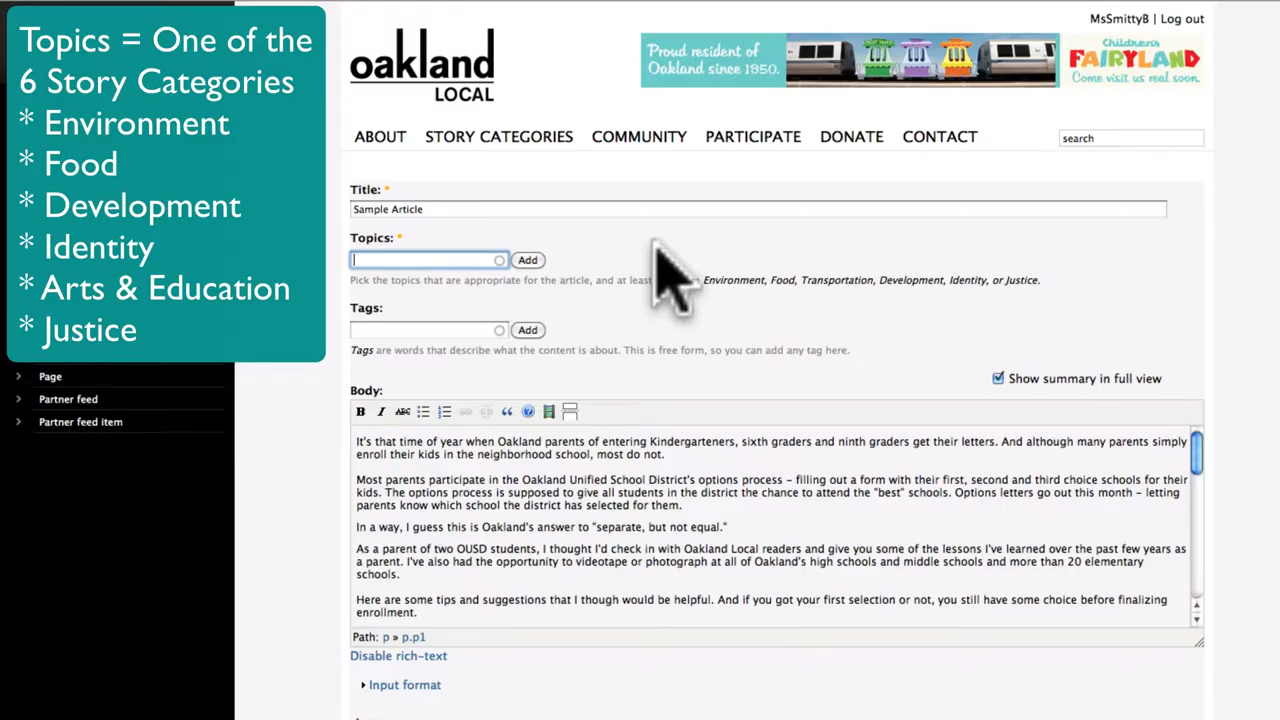 Topics = One of the
6 Story Categories
* Environment
* Food
* Development
* Identity
* Arts & Education
* Justice
Page
Partner feed
Partner feed item
MsSmittyB | Log out
oakland
LOCAL
Proud resident of
Oakland since 1950.
Children's
FAIRYLAND
Come visit us real soon.
ABOUT STORY CATEGORIES COMMUNITY PARTICIPATE DONATE CONTACT
search
Title: *
Sample Article
Topics: *
Add
Pick the topics that are appropriate for the article, and at least Environment, Food, Transportation, Development, Identity, or Justice.
Tags:
Add
Tags are words that describe what the content is about. This is free form, so you can add any tag here.
Show summary in full view
Body:
B I ABC
It's that time of year when Oakland parents of entering Kindergarteners, sixth graders and ninth graders get their letters. And although many parents simply
enroll their kids in the neighborhood school, most do not.
Most parents participate in the Oakland Unified School District's options process - filling out a form with their first, second and third choice schools for their
kids. The options process is supposed to give all students in the district the chance to attend the "best" schools. Options letters go out this month - letting
parents know which school the district has selected for them.
In a way, I guess this is Oakland's answer to "separate, but not equal."
As a parent of two OUSD students, I thought I'd check in with Oakland Local readers and give you some of the lessons I've learned over the past few years as
a parent. I've also had the opportunity to videotape or photograph at all of Oakland's high schools and middle schools and more than 20 elementary
schools.
Here are some tips and suggestions that I though would be helpful. And if you got your first selection or not, you still have some choice before finalizing
enrollment.
Path: p » p.p1
Disable rich-text
Input format